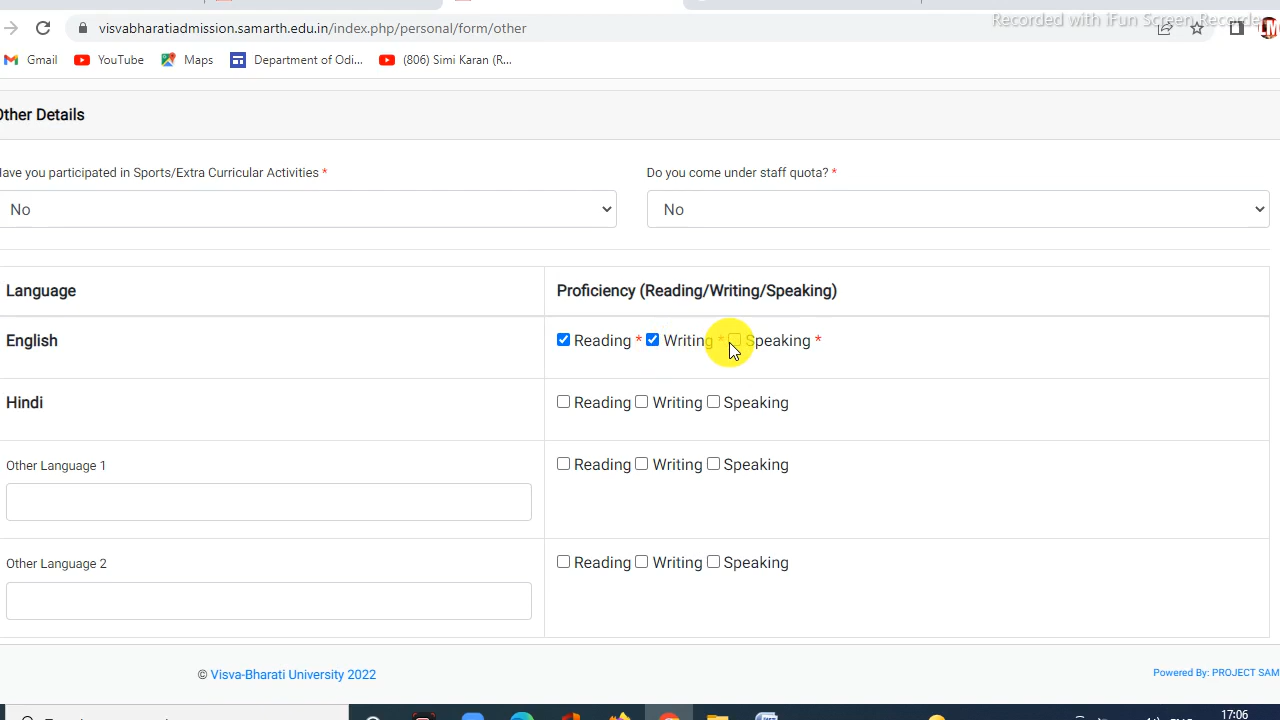 Recorded with iFun Screen Recorder
visvabharatiadmission.samarth.edu.in/index.php/personal/form/other
Gmail YouTube Maps Department of Odi... (806) Simi Karan (R...
Other Details
Have you participated in Sports/Extra Curricular Activities * Do you come under staff quota? *
No No
Language Proficiency (Reading/Writing/Speaking)
English Reading * Writing * Speaking *
Hindi Reading Writing Speaking
Other Language 1 Reading Writing Speaking
Other Language 2 Reading Writing Speaking
© Visva-Bharati University 2022 Powered By: PROJECT SAM
17:06